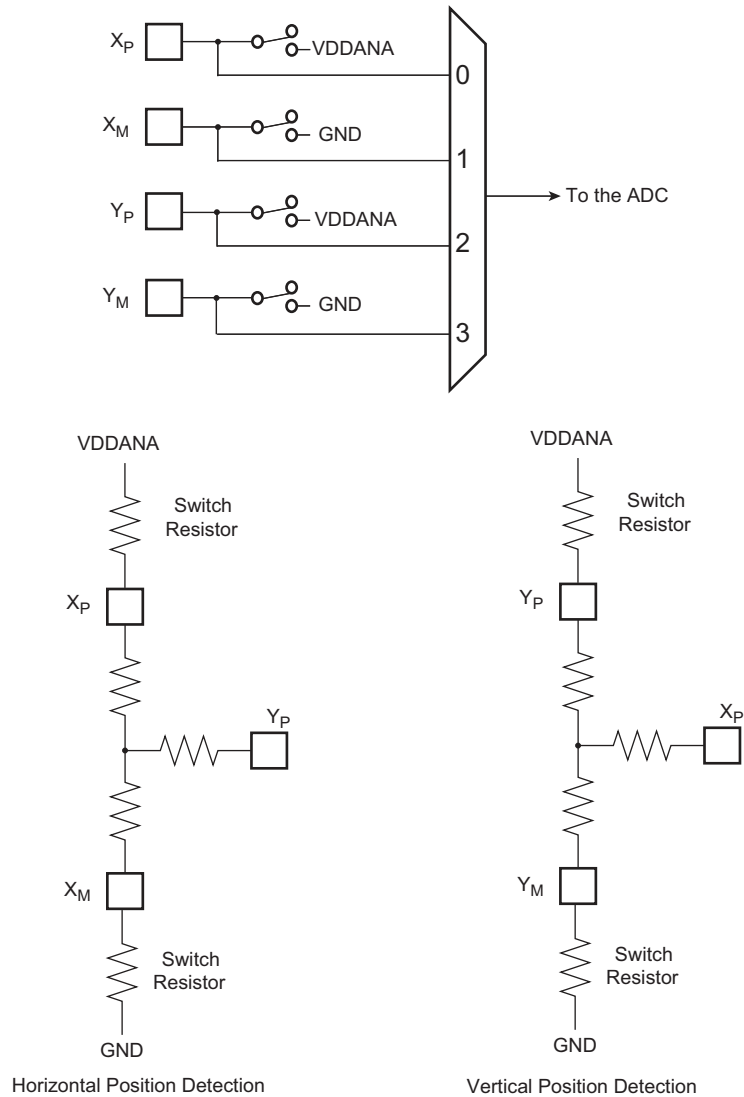 XP
VDDANA
0
XM
GND
1
To the ADC
YP
VDDANA
2
YM
GND
3
VDDANA
Switch
Resistor
XP
YP
XM
Switch
Resistor
GND
Horizontal Position Detection
VDDANA
Switch
Resistor
YP
XP
YM
Switch
Resistor
GND
Vertical Position Detection